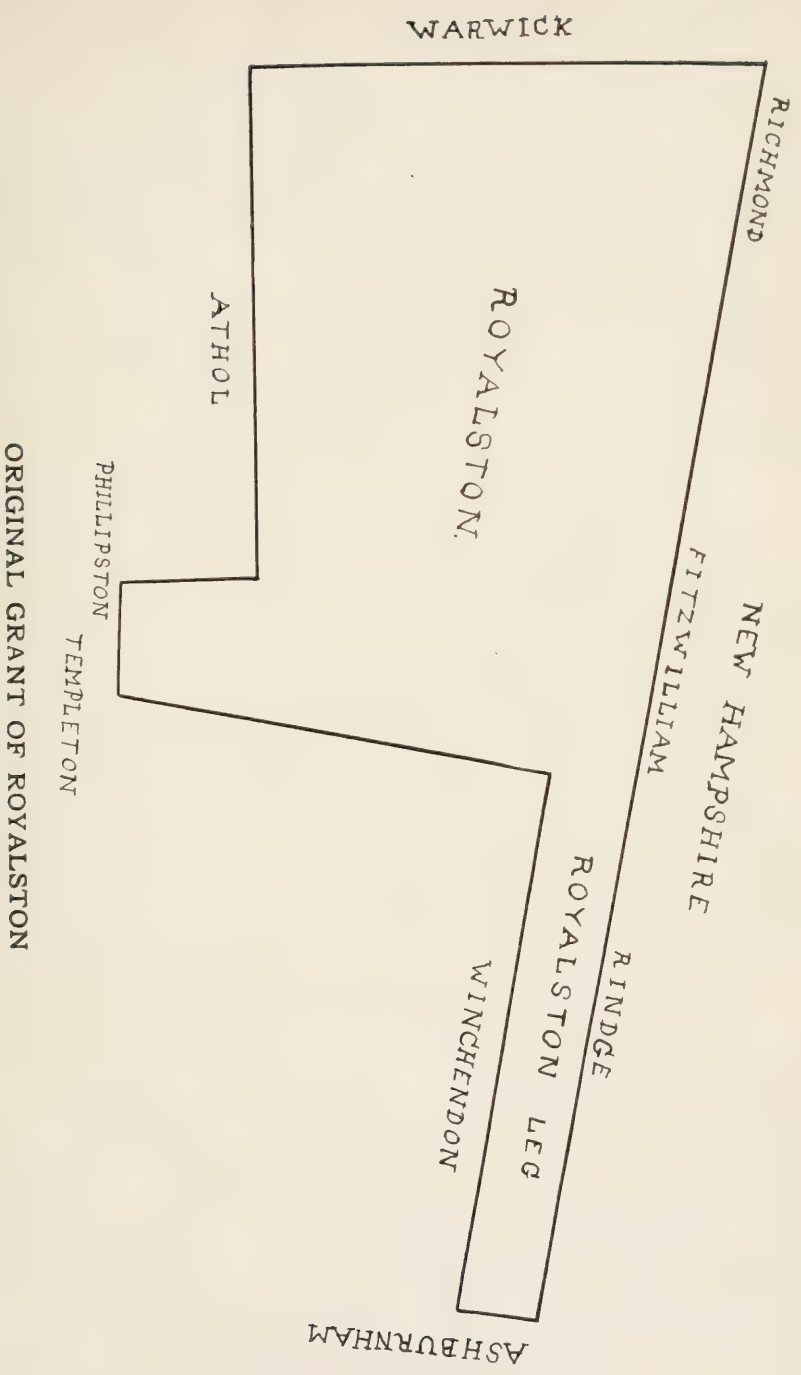 WARWICK
RICHMOND
NEW HAMPSHIRE
FITZWILLIAM
RINDGE
ROYALSTON.
ROYALSTON LEG
WINCHENDON
ASHBURNHAM
ATHOL
PHILLIPSTON
TEMPLETON
ORIGINAL GRANT OF ROYALSTON